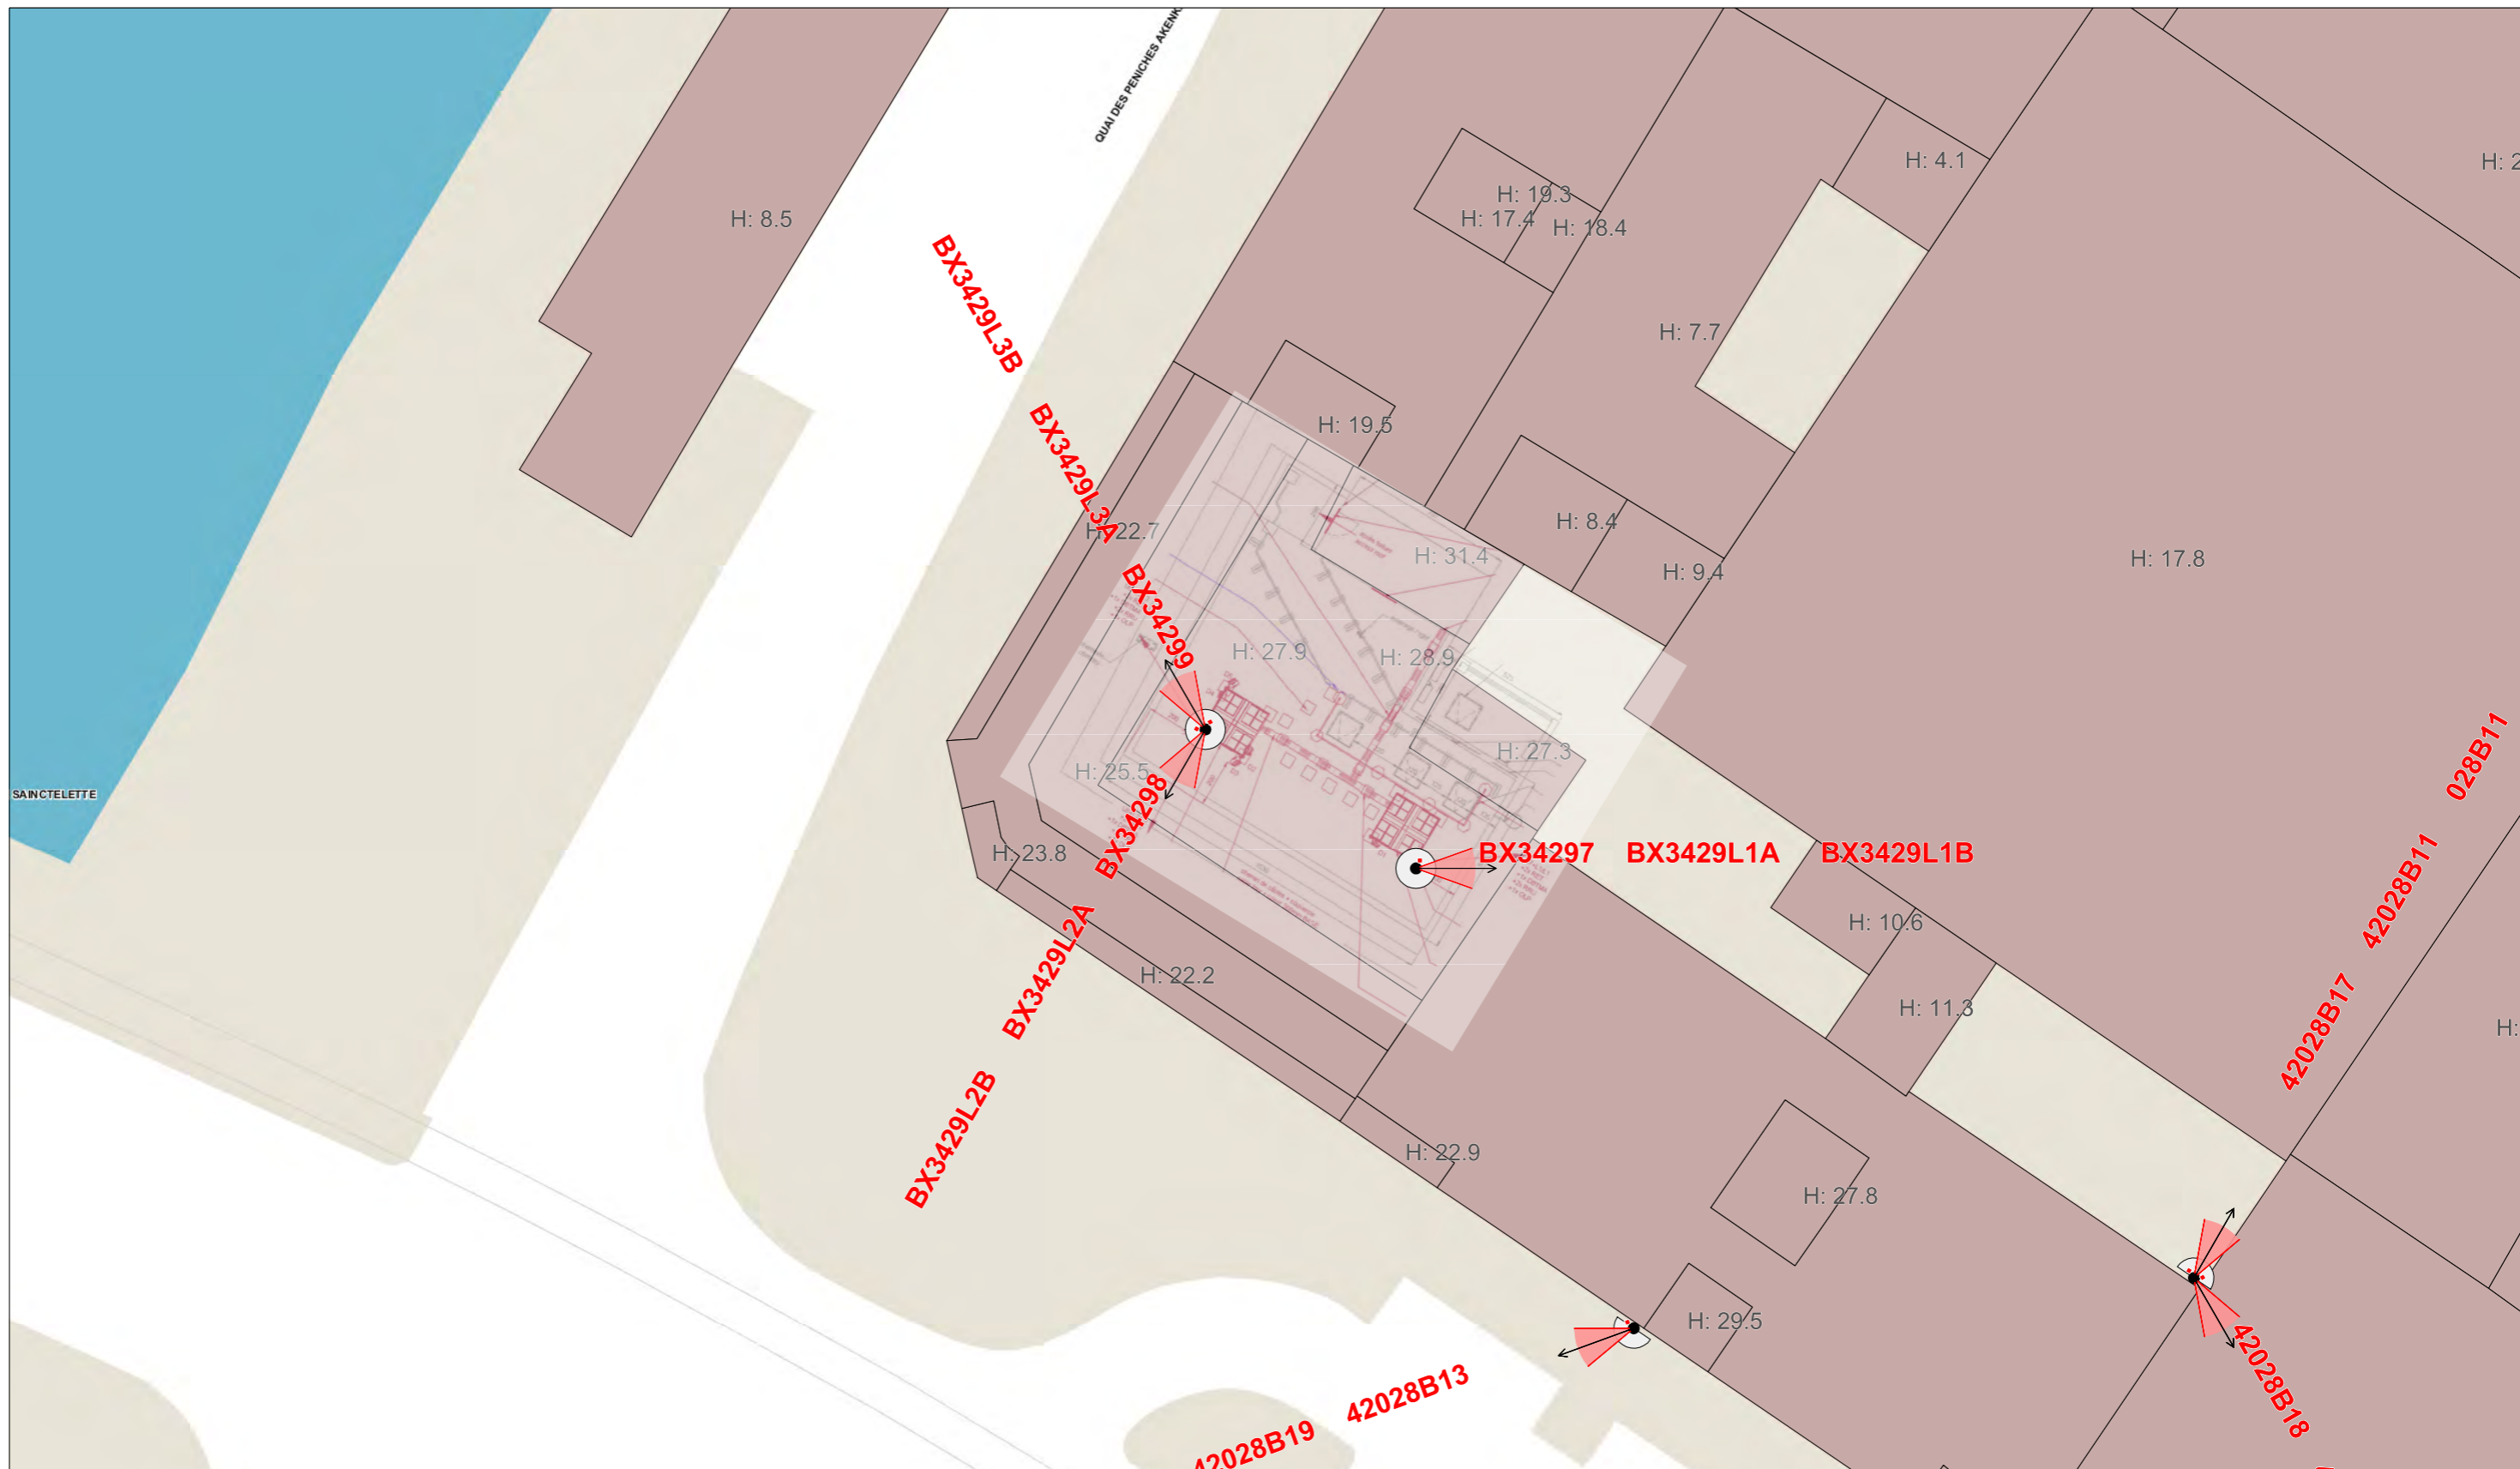 QUAI DES PENICHES AKENK
H: 4.1
H: 2
H: 19.3
H: 17.4
H: 18.4
H: 8.5
BX3429L3B
H: 7.7
H: 19.5
BX3429L3A
H: 22.7
H: 8.4
H: 31.4
H: 9.4
H: 17.8
BX34299
H: 27.9
H: 28.9
H: 27.3
028B11
H: 25.5
SAINCTELETTE
BX34298
H: 23.8
BX34297 BX3429L1A BX3429L1B
42028B11
H: 10.6
BX3429L2A
H: 22.2
H: 11.3
H:
42028B17
BX3429L2B
H: 22.9
H: 27.8
H: 29.5
42028B18
42028B13
42028B19